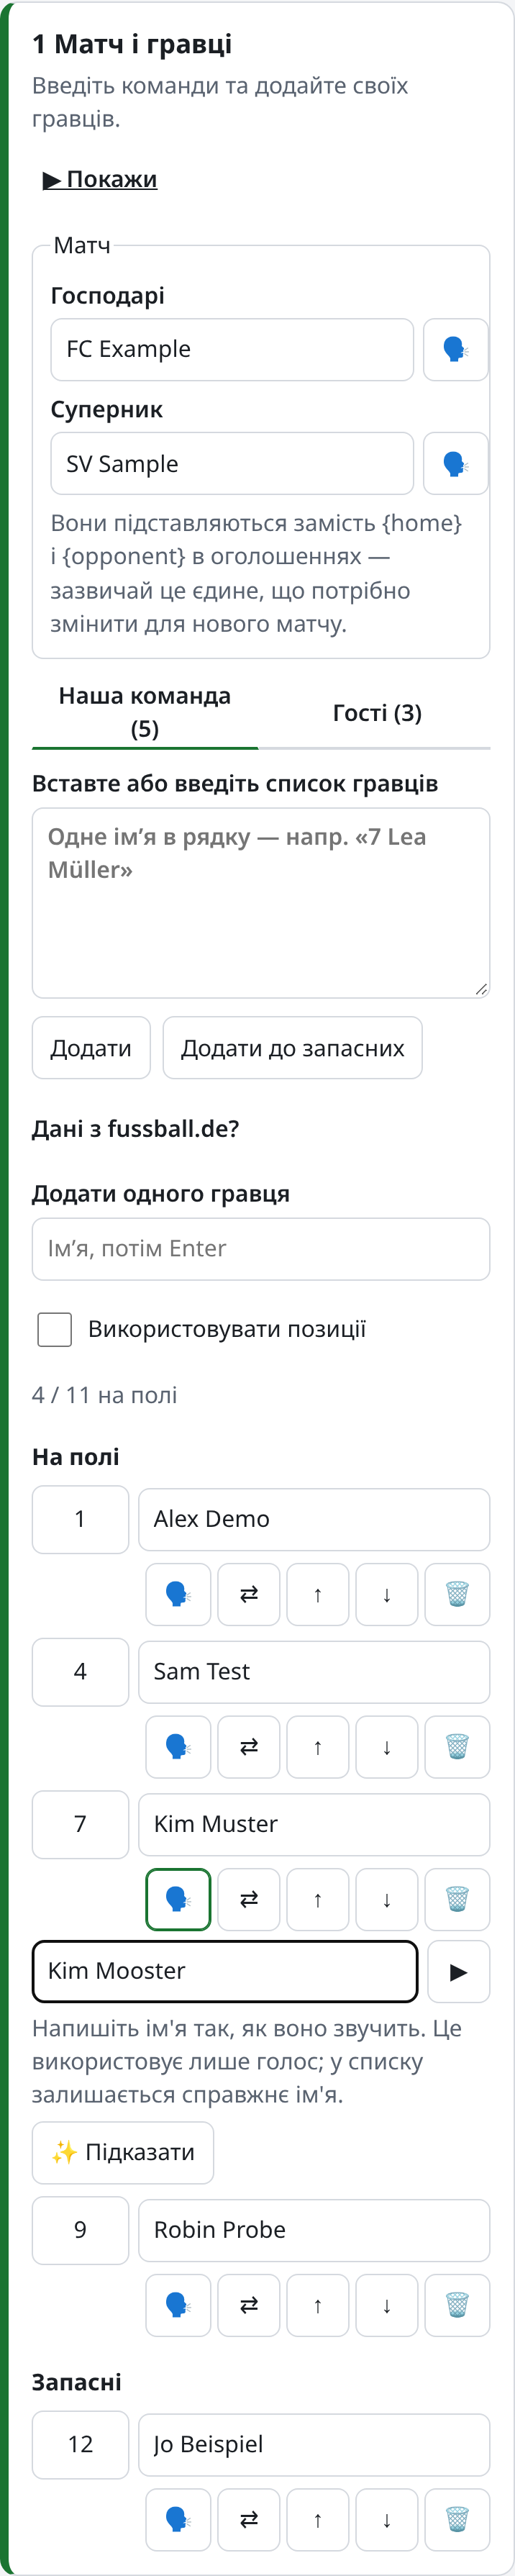 1 Матч і гравці
Введіть команди та додайте своїх
гравців.
▶ Покажи
Матч
Господарі
FC Example
Суперник
SV Sample
Вони підставляються замість {home}
і {opponent} в оголошеннях —
зазвичай це єдине, що потрібно
змінити для нового матчу.
Наша команда
(5)
Гості (3)
Вставте або введіть список гравців
Одне ім’я в рядку — напр. «7 Lea
Müller»
Додати
Додати до запасних
Дані з fussball.de?
Додати одного гравця
Ім’я, потім Enter
Використовувати позиції
4 / 11 на полі
На полі
1
Alex Demo
4
Sam Test
7
Kim Muster
Kim Mooster
Напишіть ім'я так, як воно звучить. Це
використовує лише голос; у списку
залишається справжнє ім'я.
✨ Підказати
9
Robin Probe
Запасні
12
Jo Beispiel